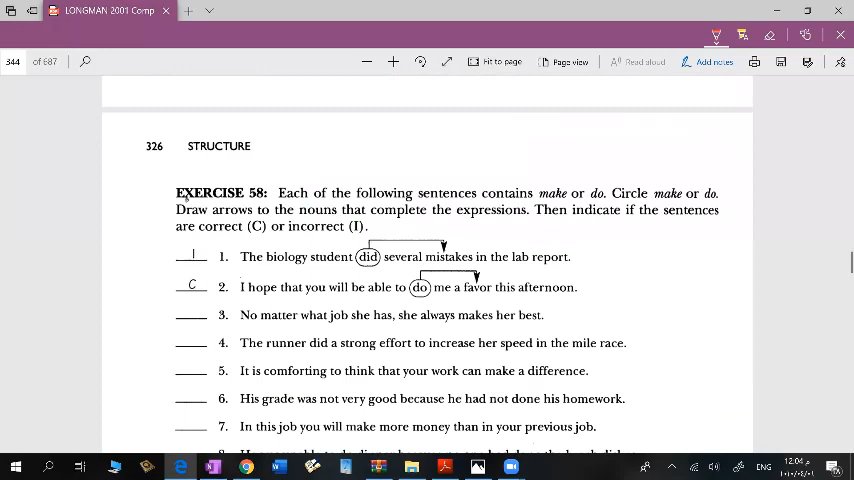 LONGMAN 2001 Comp
344 of 687
Fit to page
Page view
Read aloud
Add notes
326 STRUCTURE
EXERCISE 58: Each of the following sentences contains make or do. Circle make or do.
Draw arrows to the nouns that complete the expressions. Then indicate if the sentences
are correct (C) or incorrect (I).
I 1. The biology student did several mistakes in the lab report.
C 2. I hope that you will be able to do me a favor this afternoon.
3. No matter what job she has, she always makes her best.
4. The runner did a strong effort to increase her speed in the mile race.
5. It is comforting to think that your work can make a difference.
6. His grade was not very good because he had not done his homework.
7. In this job you will make more money than in your previous job.
ENG